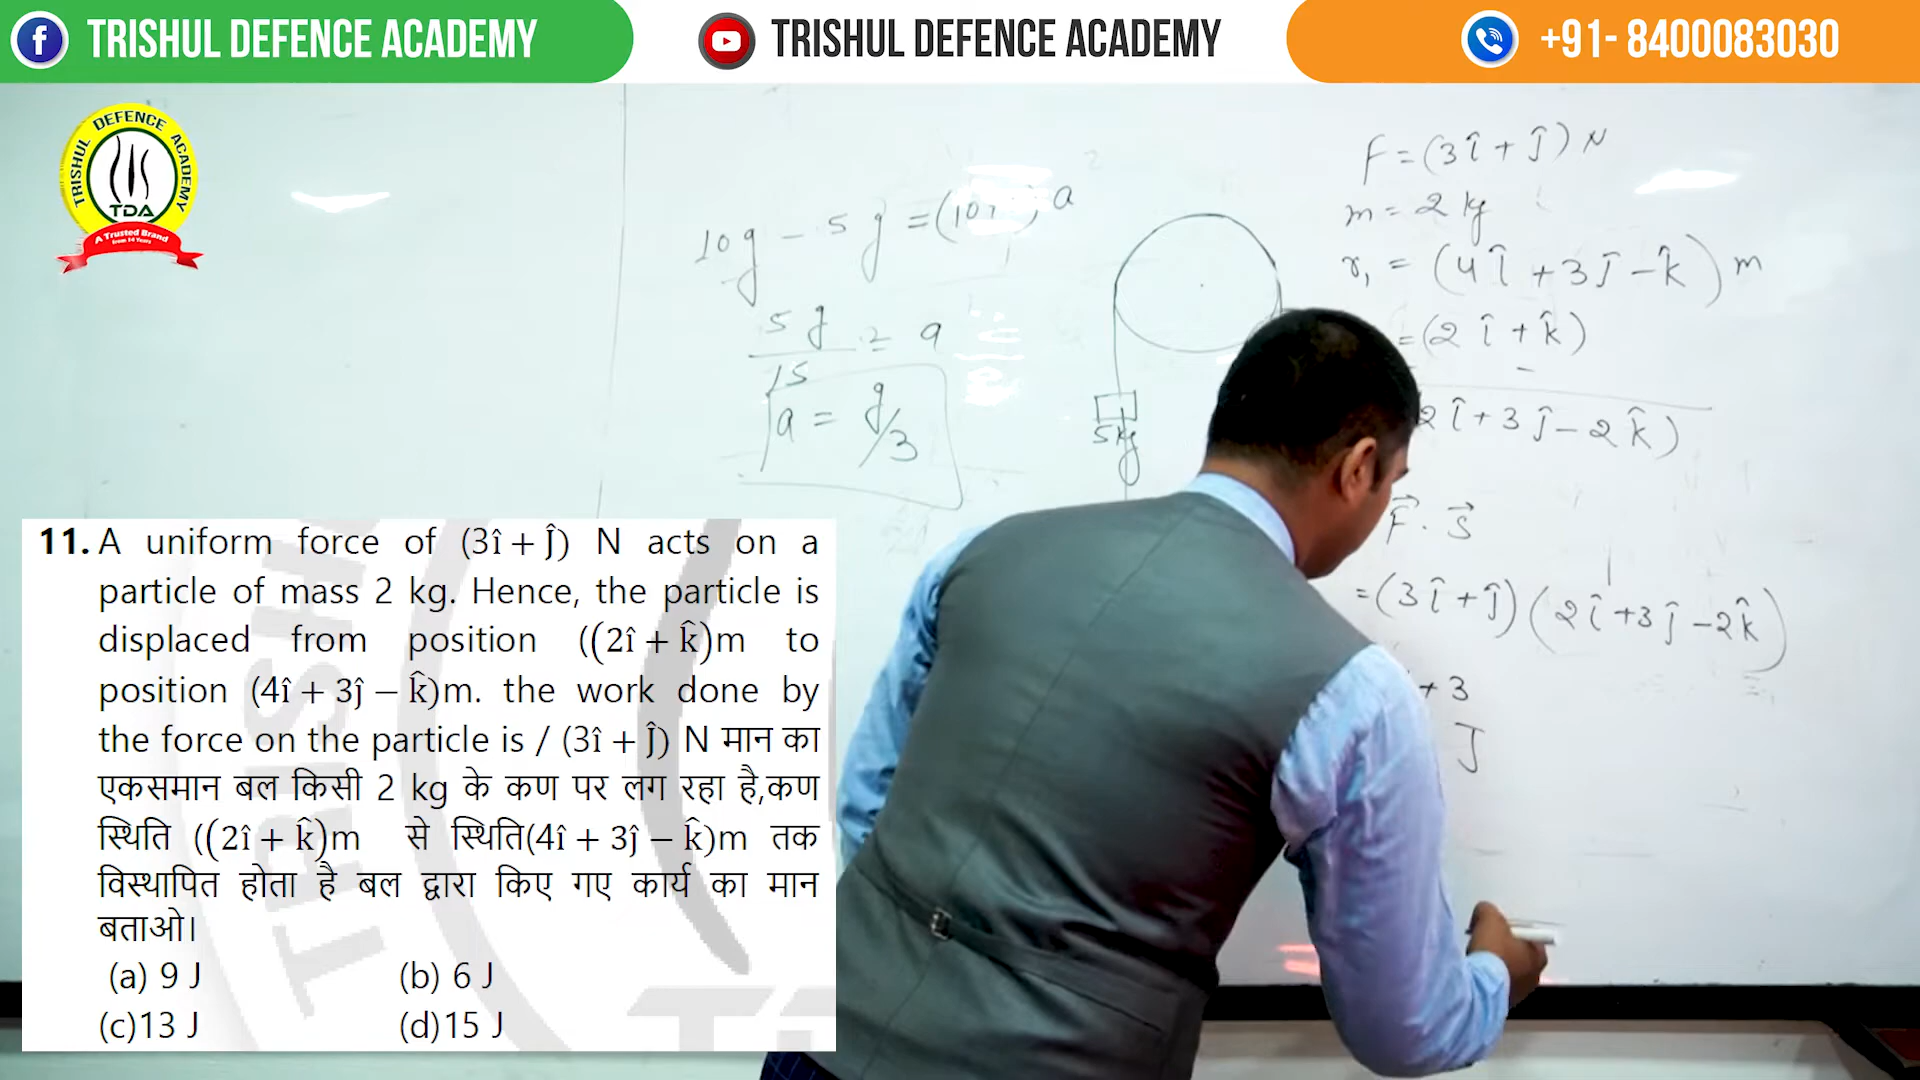 TRISHUL DEFENCE ACADEMY
TRISHUL DEFENCE ACADEMY
+91- 8400083030
TRISHUL DEFENCE ACADEMY
TDA
A Trusted Brand
from 14 Years
10g - 5g = (10+ ) a
5g/15 = a
a = g/3
5kg
F = (3î + ĵ) N
m = 2 kg
r₁ = (4î + 3ĵ - k̂) m
= (2î + k̂)
2î + 3ĵ - 2k̂)
F⃗ . S⃗
= (3î + ĵ) (2î + 3ĵ - 2k̂)
+ 3
J
11. A uniform force of (3î + ĵ) N acts on a
particle of mass 2 kg. Hence, the particle is
displaced from position ((2î + k̂)m to
position (4î + 3ĵ − k̂)m. the work done by
the force on the particle is / (3î + ĵ) N मान का
एकसमान बल किसी 2 kg के कण पर लग रहा है,कण
स्थिति ((2î + k̂)m से स्थिति(4î + 3ĵ − k̂)m तक
विस्थापित होता है बल द्वारा किए गए कार्य का मान
बताओ।
(a) 9 J (b) 6 J
(c)13 J (d)15 J